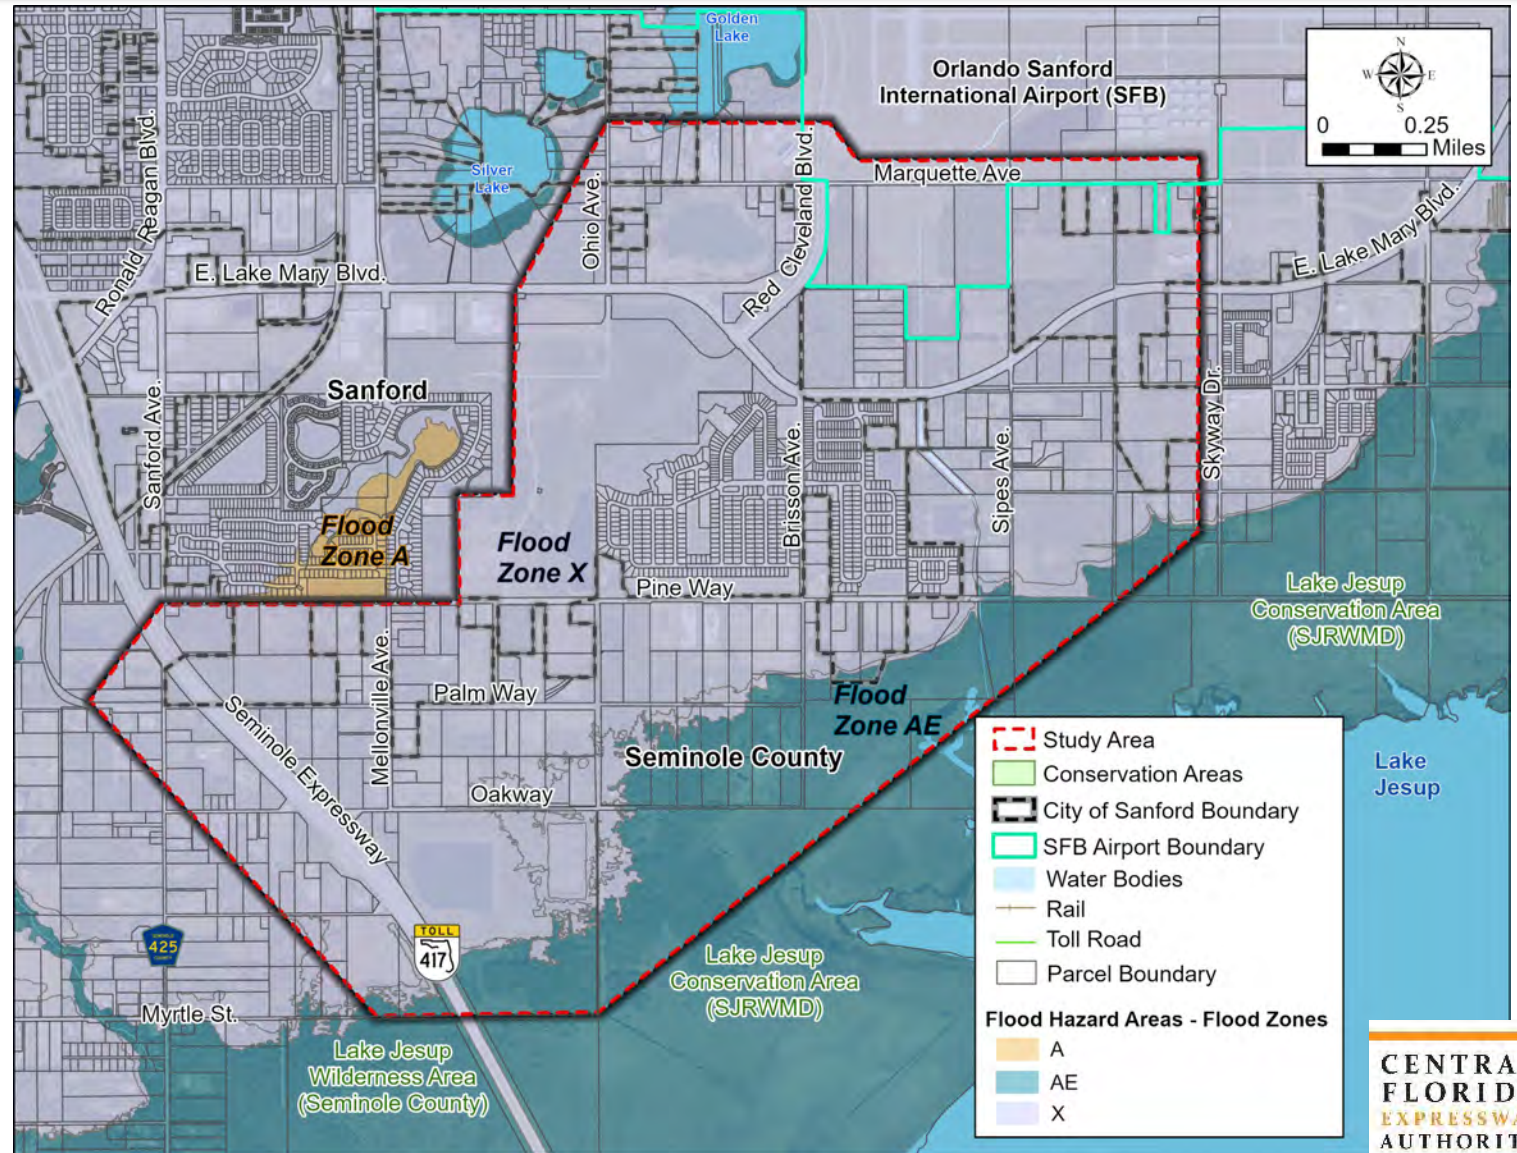 Golden
Lake
Orlando Sanford
International Airport (SFB)
N
W
E
S
0
0.25
Miles
Ronald Reagan Blvd.
Silver
Lake
Ohio Ave.
Red Cleveland Blvd.
Marquette Ave
E. Lake Mary Blvd.
E. Lake Mary Blvd.
Sanford
Sanford Ave.
Skyway Dr.
Brisson Ave.
Sipes Ave.
Flood
Zone A
Flood
Zone X
Pine Way
Lake Jesup
Conservation Area
(SJRWMD)
Mellonville Ave.
Palm Way
Flood
Zone AE
Seminole Expressway
Seminole County
Oakway
Lake
Jesup
Study Area
Conservation Areas
City of Sanford Boundary
SFB Airport Boundary
Water Bodies
Rail
Toll Road
Parcel Boundary
Flood Hazard Areas - Flood Zones
A
AE
X
425
TOLL
417
Lake Jesup
Conservation Area
(SJRWMD)
Myrtle St.
Lake Jesup
Wilderness Area
(Seminole County)
CENTRA
FLORID
EXPRESSWA
AUTHORIT